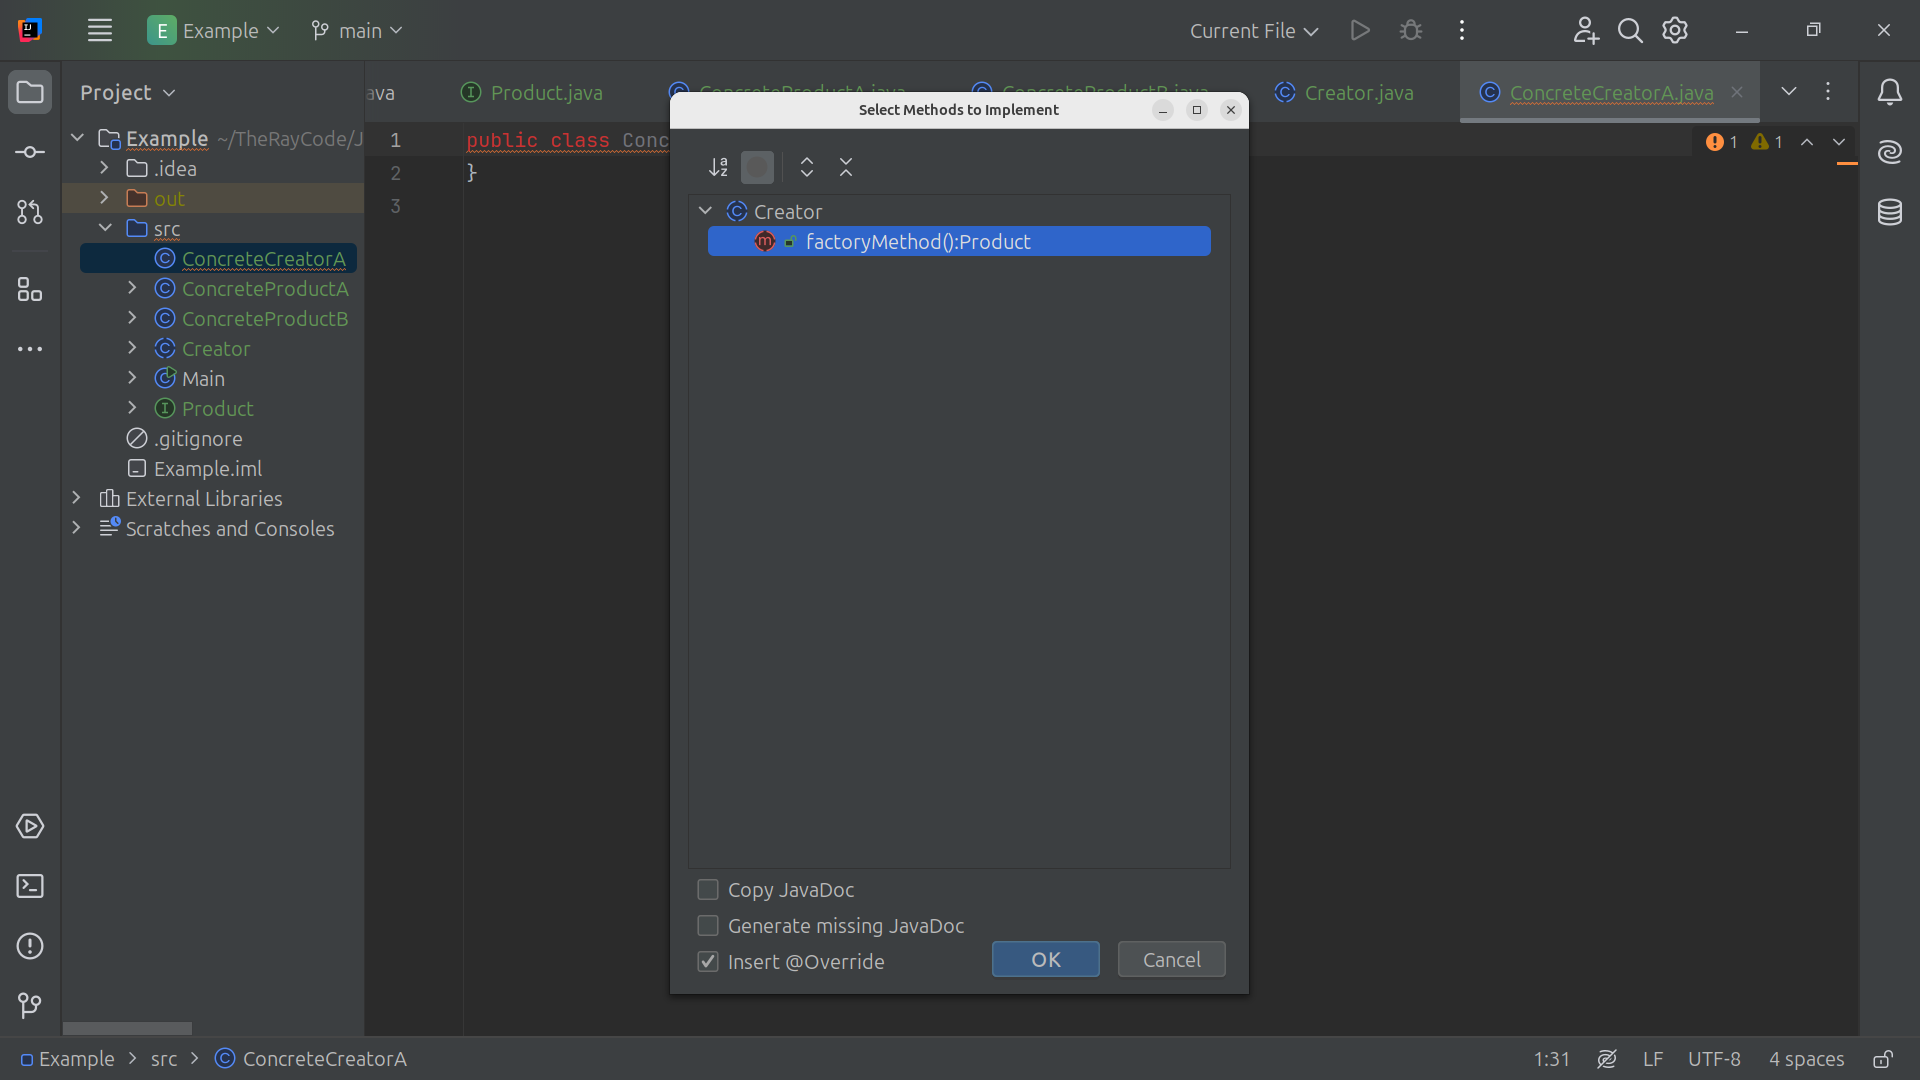 E Example
main
Current File
Project
ava
Product.java
Creator.java
ConcreteCreatorA.java
Select Methods to Implement
Example ~/TheRayCode/J
.idea
out
src
ConcreteCreatorA
ConcreteProductA
ConcreteProductB
Creator
Main
Product
.gitignore
Example.iml
External Libraries
Scratches and Consoles
1 public class Conc
2 }
3
1
1
Creator
factoryMethod():Product
Copy JavaDoc
Generate missing JavaDoc
Insert @Override
OK
Cancel
Example > src > ConcreteCreatorA
1:31
LF
UTF-8
4 spaces